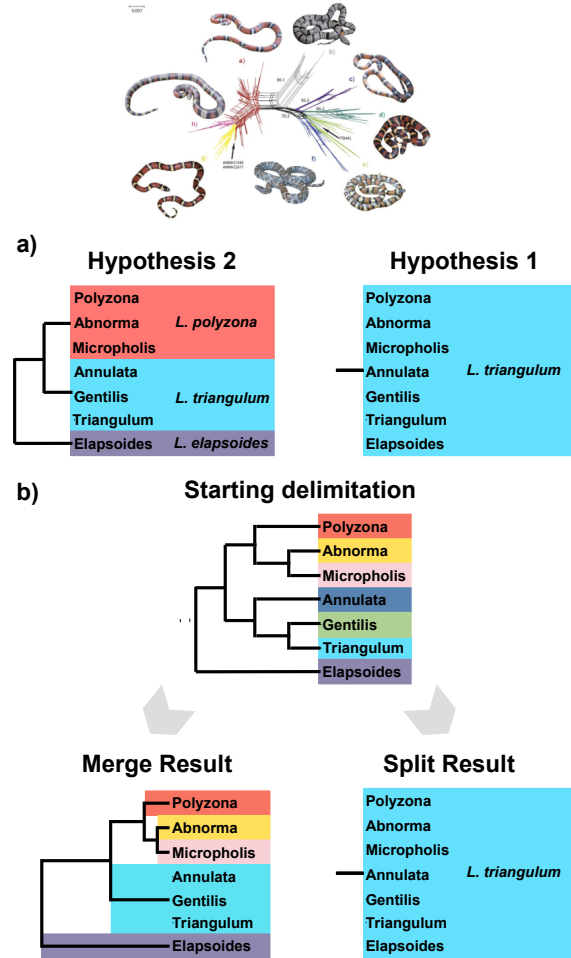 0.001
a)
b)
c)
d)
e)
f)
h)
a)
Hypothesis 2
Hypothesis 1
Polyzona
Abnorma
Micropholis
L. polyzona
Annulata
Gentilis
Triangulum
L. triangulum
Elapsoides
L. elapsoides
Polyzona
Abnorma
Micropholis
Annulata
Gentilis
Triangulum
Elapsoides
L. triangulum
b)
Starting delimitation
Polyzona
Abnorma
Micropholis
Annulata
Gentilis
Triangulum
Elapsoides
Merge Result
Split Result
Polyzona
Abnorma
Micropholis
Annulata
Gentilis
Triangulum
Elapsoides
Polyzona
Abnorma
Micropholis
Annulata
Gentilis
Triangulum
Elapsoides
L. triangulum